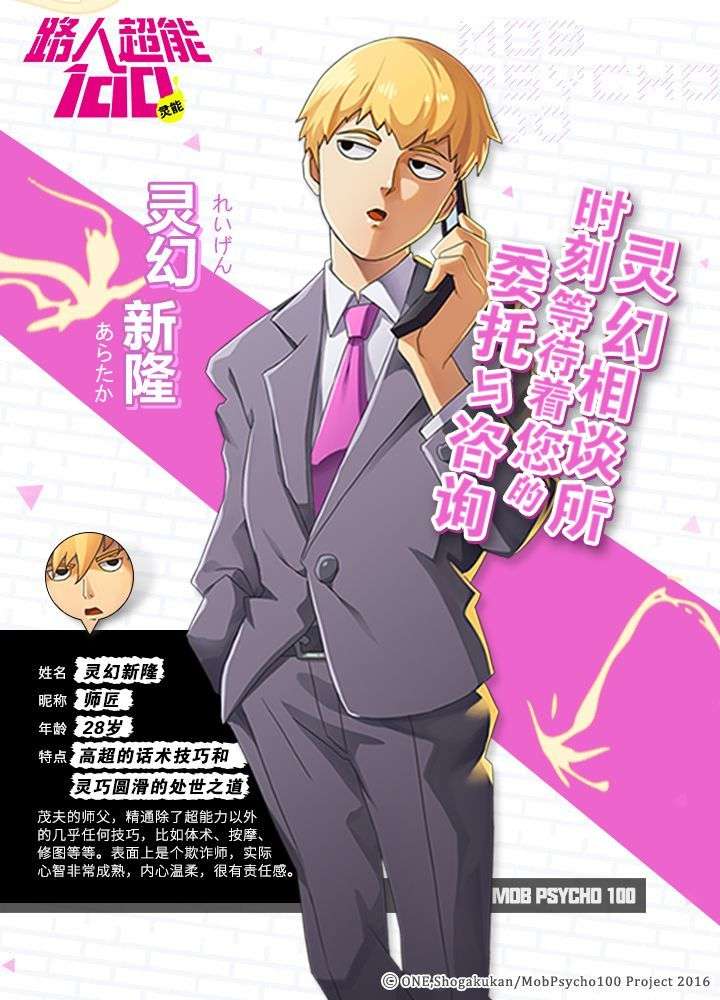 路人超能
100
灵能
MOB
PSYCHO
100
灵幻
れいげん
新隆
あらたか
灵幻相谈所
时刻等待着您的
委托与咨询
姓名 灵幻新隆
昵称 师匠
年龄 28岁
特点 高超的话术技巧和
灵巧圆滑的处世之道
茂夫的师父，精通除了超能力以外
的几乎任何技巧，比如体术、按摩、
修图等等。表面上是个欺诈师，实际
心智非常成熟，内心温柔，很有责任感。
MOB PSYCHO 100
© ONE,Shogakukan/MobPsycho100 Project 2016